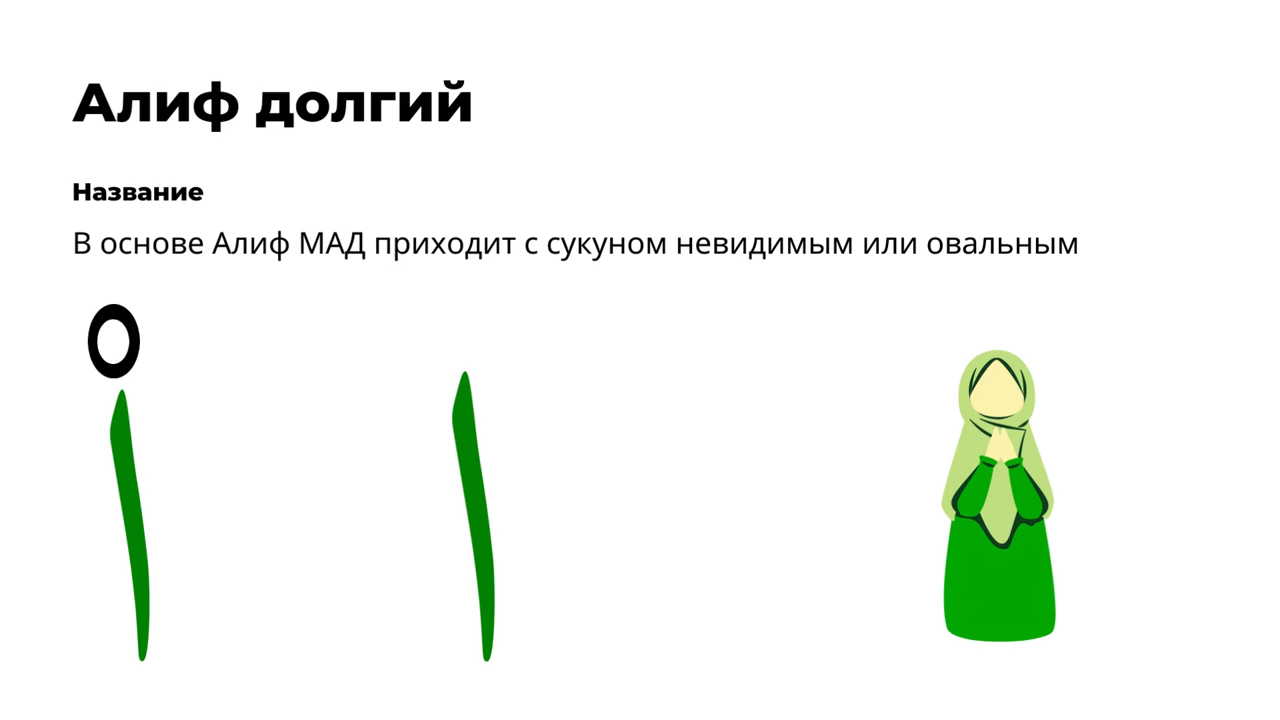 Алиф долгий
Название
В основе Алиф МАД приходит с сукуном невидимым или овальным
ا۠ ا